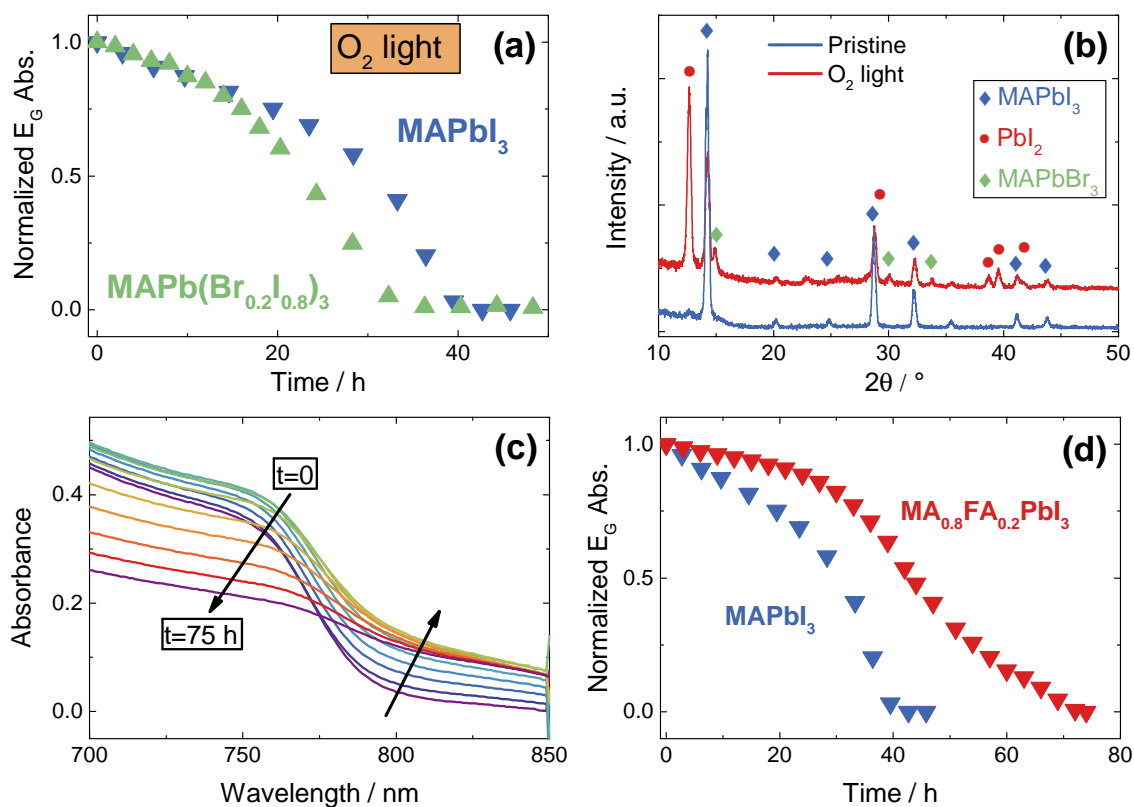 (a)
O₂ light
MAPbI₃
MAPb(Br₀.₂I₀.₈)₃
Normalized E_G Abs.
1.0
0.5
0.0
0 20 40
Time / h
(b)
Pristine
O₂ light
MAPbI₃
PbI₂
MAPbBr₃
Intensity / a.u.
10 20 30 40 50
2θ / °
(c)
t=0
t=75 h
Absorbance
0.4
0.2
0.0
700 750 800 850
Wavelength / nm
(d)
MA₀.₈FA₀.₂PbI₃
MAPbI₃
Normalized E_G Abs.
1.0
0.5
0.0
0 20 40 60 80
Time / h